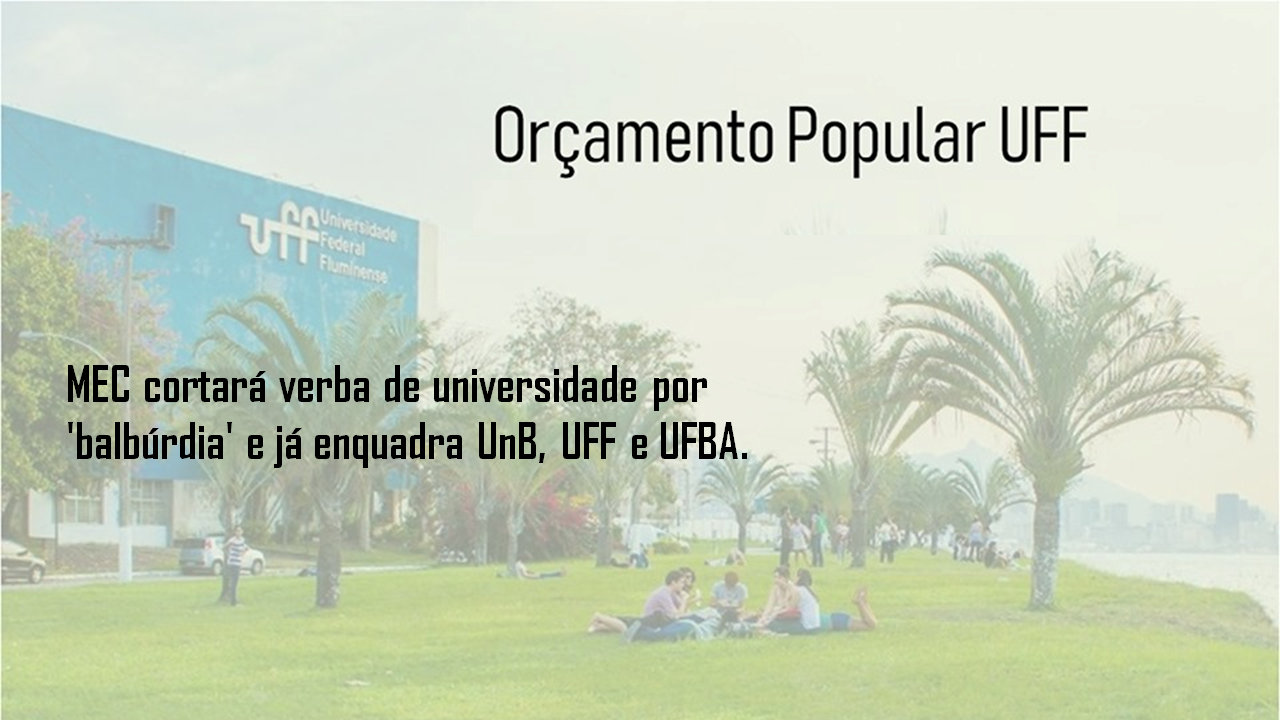 Orçamento Popular UFF
uff
Universidade
Federal
Fluminense
MEC cortará verba de universidade por
'balbúrdia' e já enquadra UnB, UFF e UFBA.